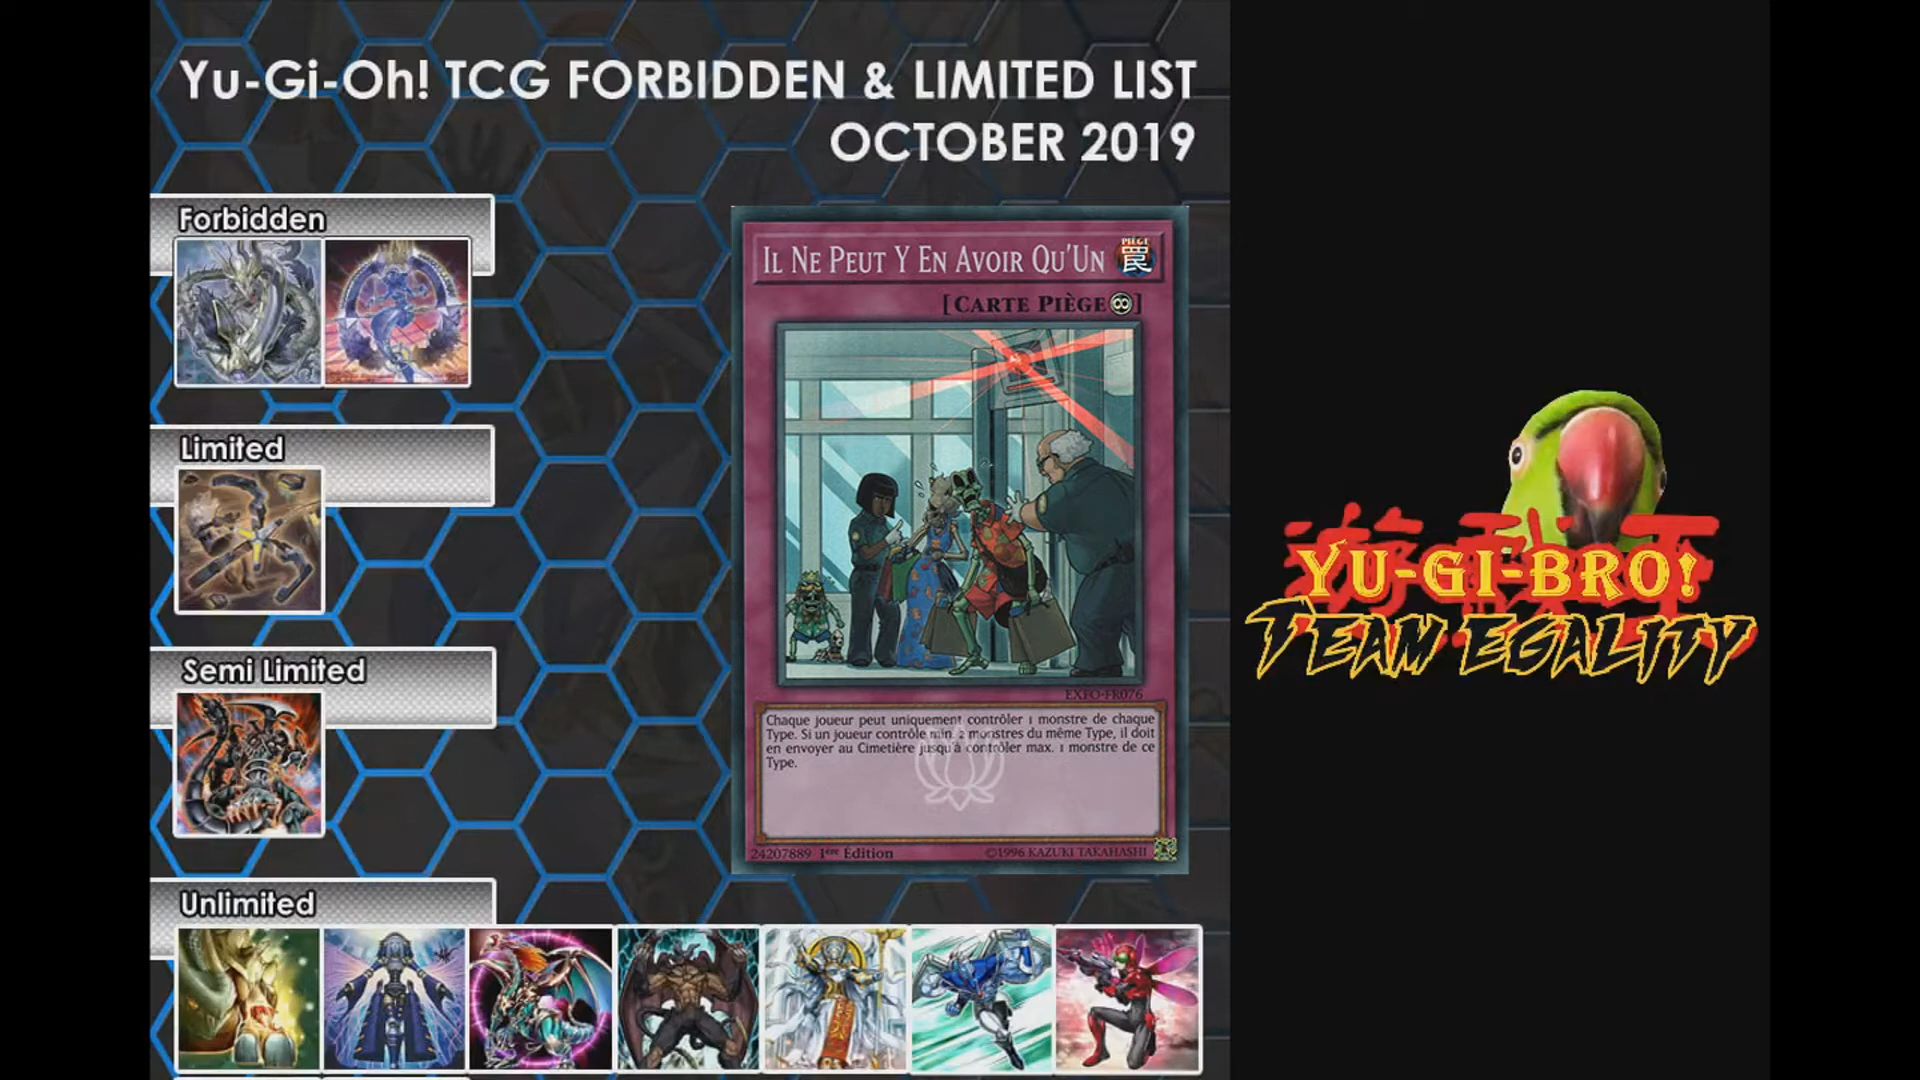 Yu-Gi-Oh! TCG FORBIDDEN & LIMITED LIST
OCTOBER 2019
Forbidden
Limited
Semi Limited
Unlimited
Il Ne Peut Y En Avoir Qu'Un
PIÈGE
罠
[Carte Piège]
EXFO-FR076
Chaque joueur peut uniquement contrôler 1 monstre de chaque
Type. Si un joueur contrôle min. 2 monstres du même Type, il doit
en envoyer au Cimetière jusqu'à contrôler max. 1 monstre de ce
Type.
24207889 1ère Édition
©1996 KAZUKI TAKAHASHI
YU-GI-BRO!
TEAM EGALITY